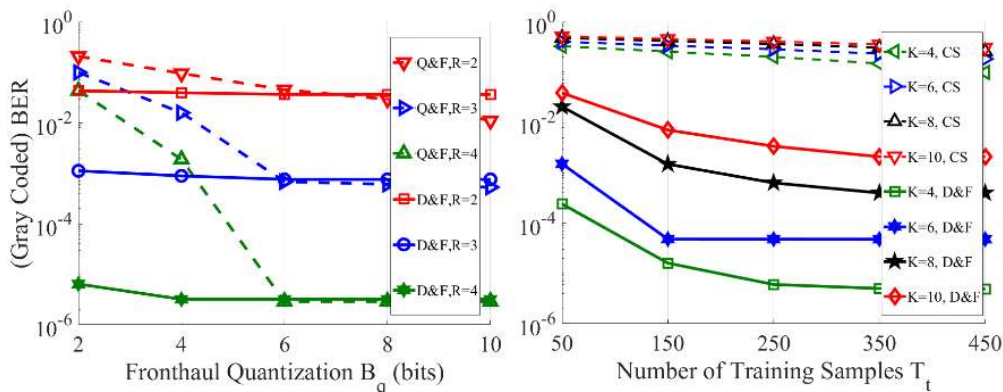 10^0
10^-2
10^-4
10^-6
(Gray Coded) BER
2
4
6
8
10
Fronthaul Quantization B_q (bits)
Q&F,R=2
Q&F,R=3
Q&F,R=4
D&F,R=2
D&F,R=3
D&F,R=4
10^0
10^-2
10^-4
10^-6
50
150
250
350
450
Number of Training Samples T_t
K=4, CS
K=6, CS
K=8, CS
K=10, CS
K=4, D&F
K=6, D&F
K=8, D&F
K=10, D&F